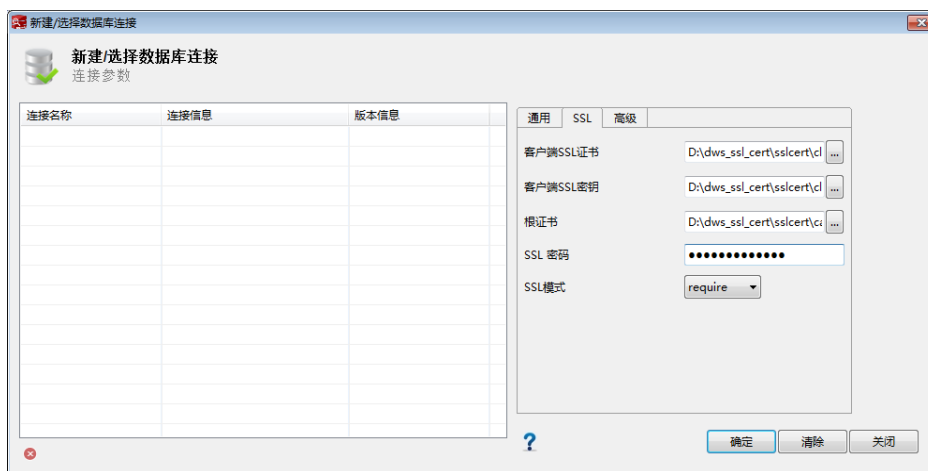 新建/选择数据库连接
新建/选择数据库连接
连接参数
连接名称 连接信息 版本信息
通用 SSL 高级
客户端SSL证书 D:\dws_ssl_cert\sslcert\cl ...
客户端SSL密钥 D:\dws_ssl_cert\sslcert\cl ...
根证书 D:\dws_ssl_cert\sslcert\ca ...
SSL 密码 ●●●●●●●●●●●●●
SSL模式 require
?
确定 清除 关闭